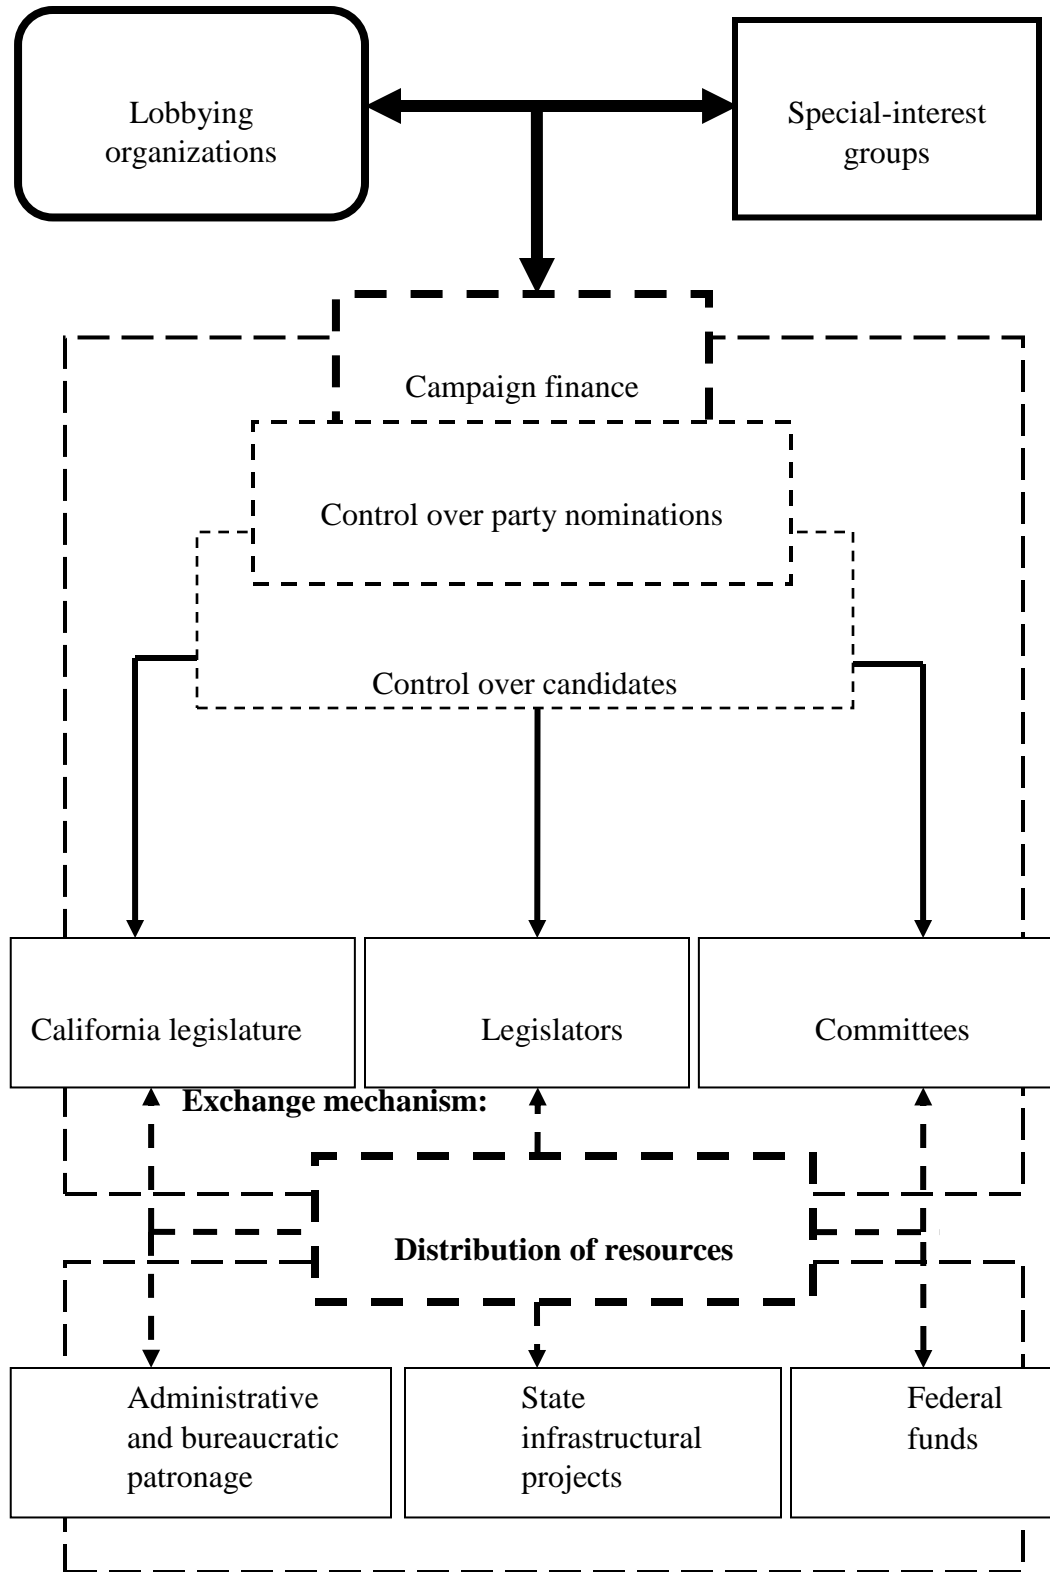 Lobbying
organizations
Special-interest
groups
Campaign finance
Control over party nominations
Control over candidates
California legislature
Legislators
Committees
Exchange mechanism:
Distribution of resources
Administrative
and bureaucratic
patronage
State
infrastructural
projects
Federal
funds